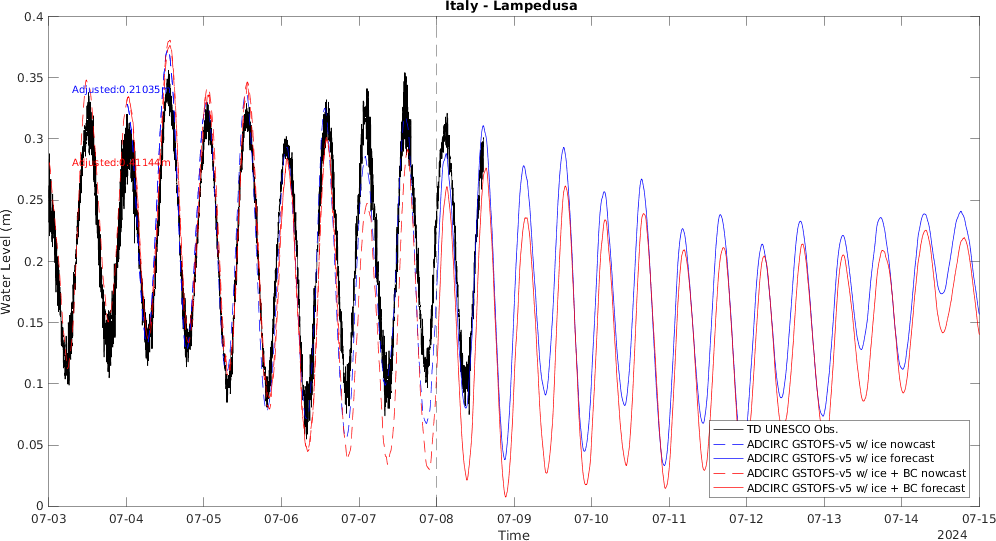 Italy - Lampedusa
0.4
0.35
Adjusted:0.21035
0.3
0.25
0.2
0.15
0.1
0.05
0
Water Level (m)
TD UNESCO Obs.
ADCIRC GSTOFS-v5 w/ ice nowcast
ADCIRC GSTOFS-v5 w/ ice forecast
ADCIRC GSTOFS-v5 w/ ice + BC nowcast
ADCIRC GSTOFS-v5 w/ ice + BC forecast
07-03 07-04 07-05 07-06 07-07 07-08 07-09 07-10 07-11 07-12 07-13 07-14 07-15
Time
2024